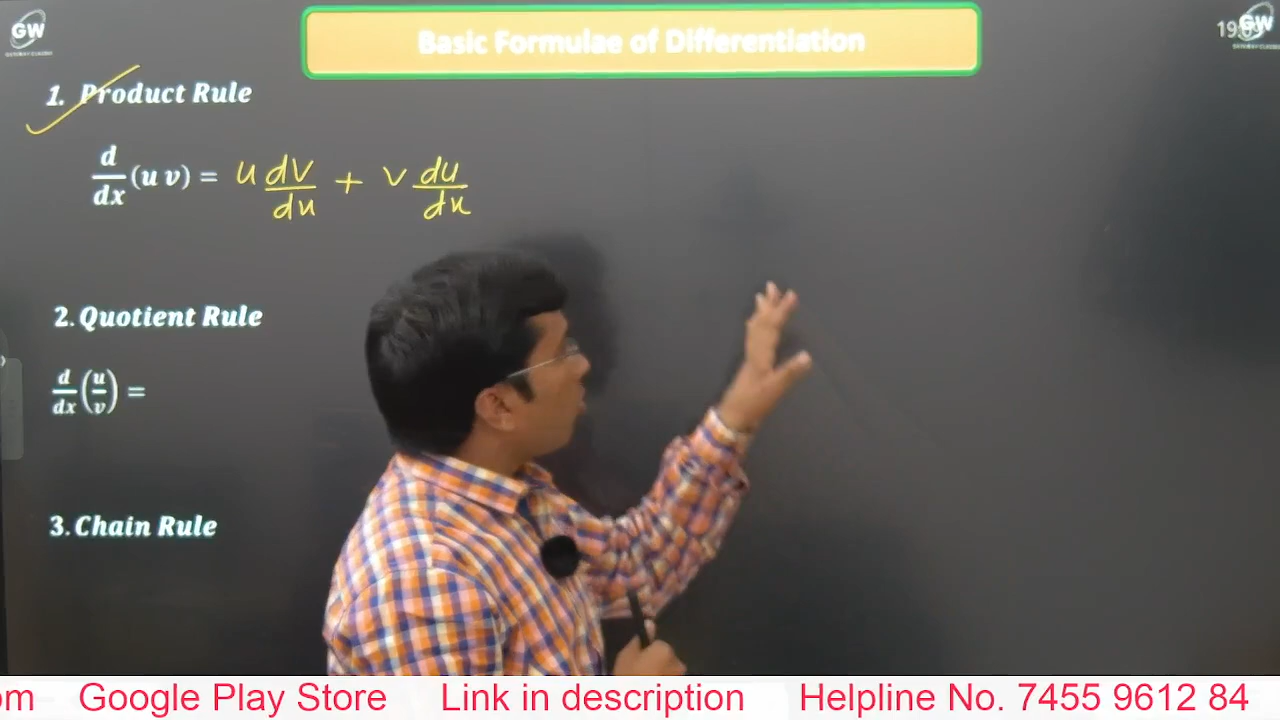 GW
Basic Formulae of Differentiation
GW
1. Product Rule
d/dx (u v) = u dv/du + v du/du
2. Quotient Rule
d/dx (u/v) =
3. Chain Rule
Google Play Store Link in description Helpline No. 7455 9612 84